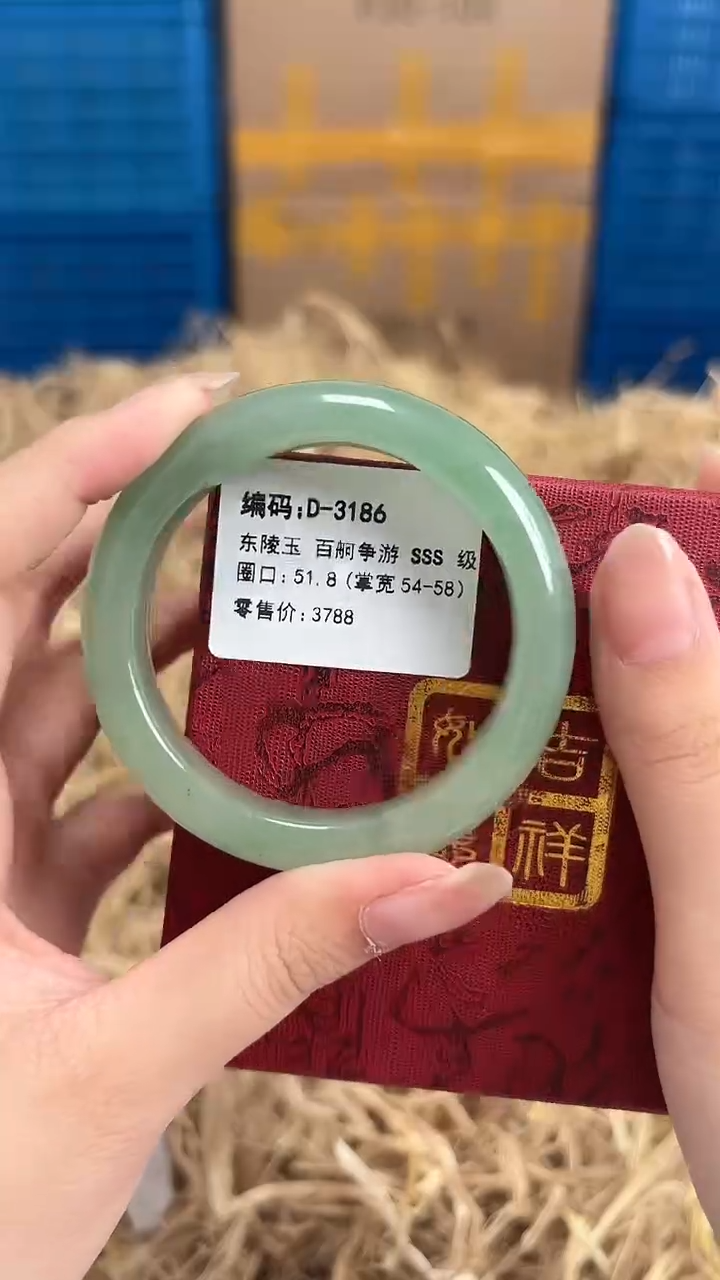 编码:D-3186
东陵玉 百舸争游 SSS 级
圈口:51.8(掌宽54-58)
零售价:3788
吉
祥